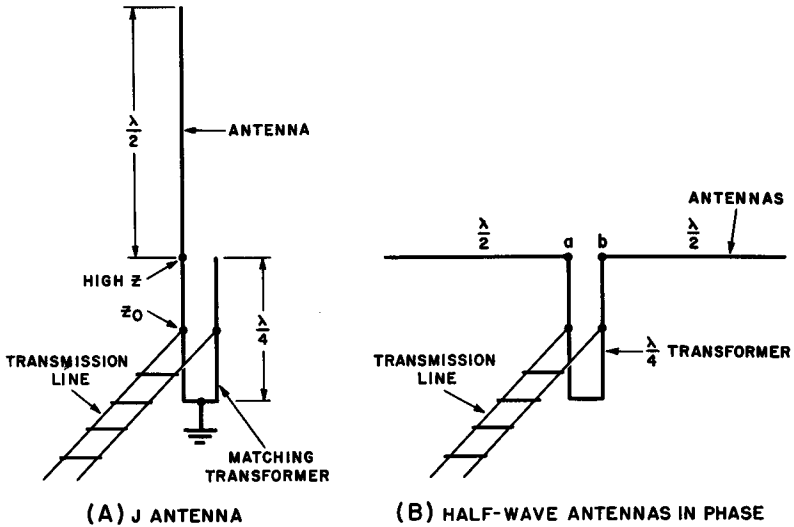 λ/2
ANTENNA
HIGH Z
Z0
λ/4
TRANSMISSION
LINE
MATCHING
TRANSFORMER
(A) J ANTENNA
ANTENNAS
λ/2
a
b
λ/2
λ/4 TRANSFORMER
TRANSMISSION
LINE
(B) HALF-WAVE ANTENNAS IN PHASE